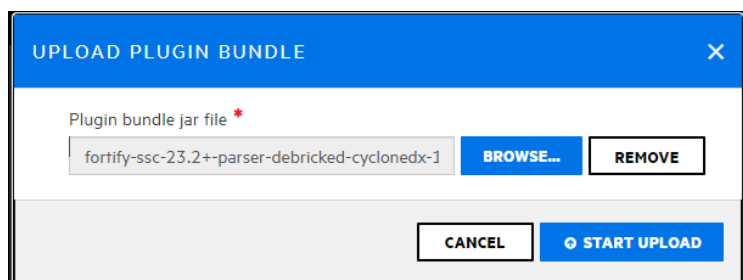 UPLOAD PLUGIN BUNDLE
Plugin bundle jar file *
fortify-ssc-23.2+-parser-debricked-cyclonedx-1
BROWSE...
REMOVE
CANCEL
START UPLOAD